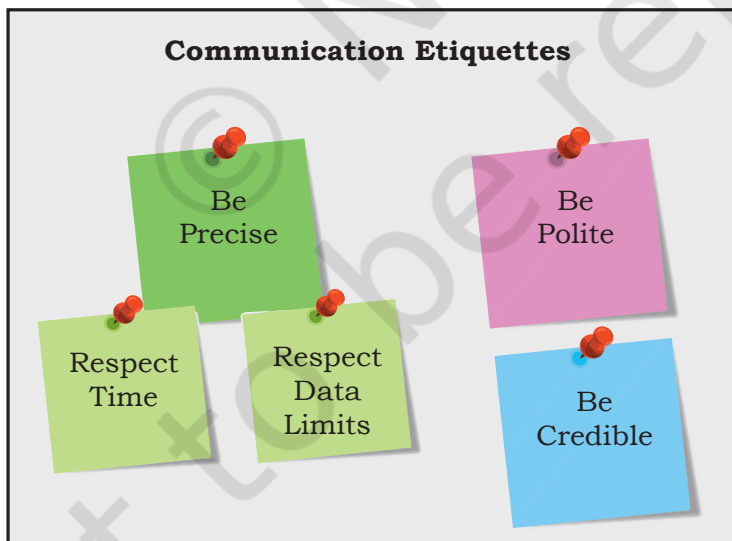 Communication Etiquettes
Be
Precise
Respect
Time
Respect
Data
Limits
Be
Polite
Be
Credible